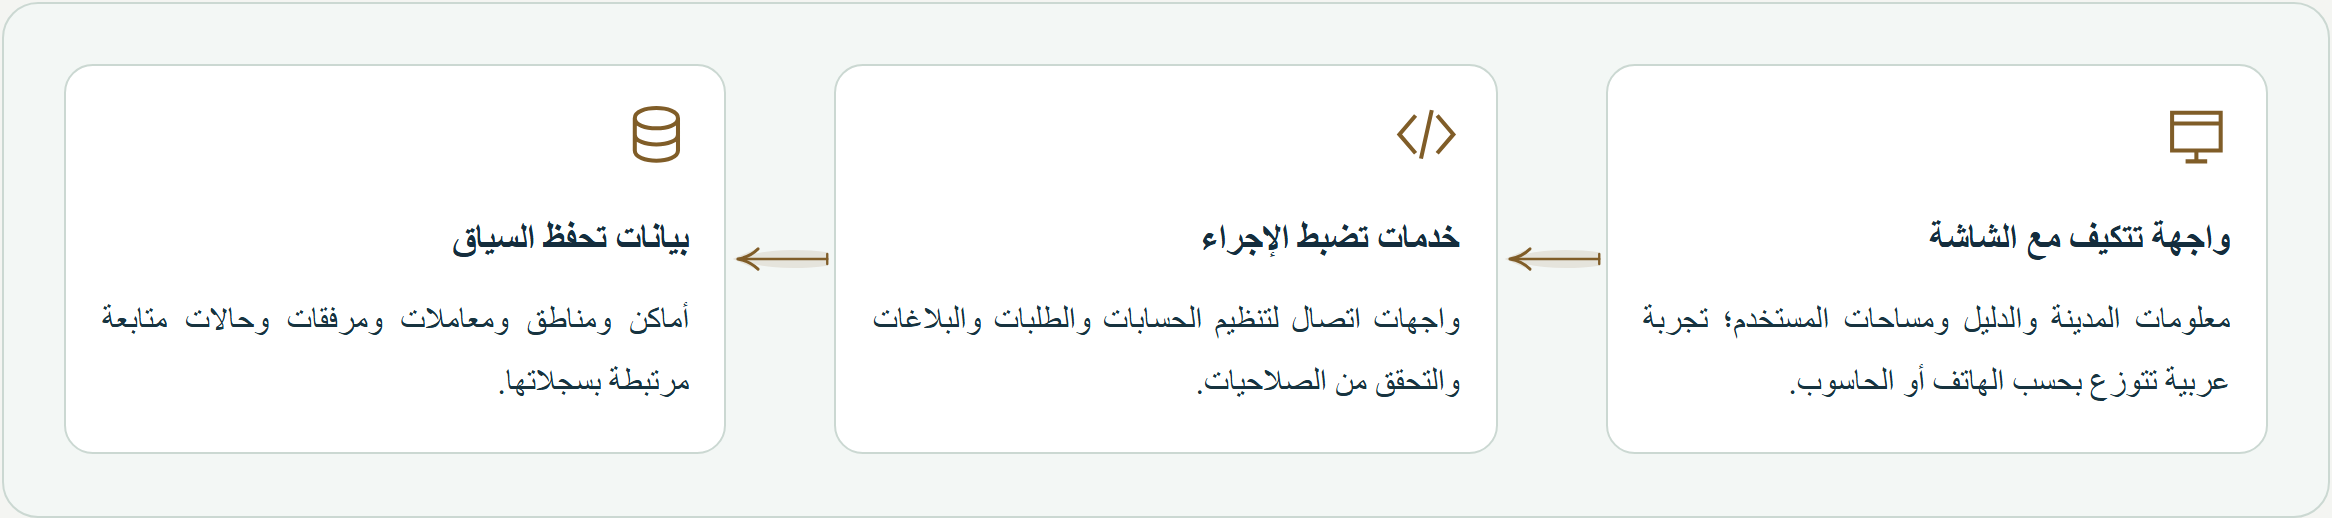 واجهة تتكيف مع الشاشة
معلومات المدينة والدليل ومساحات المستخدم؛ تجربة
عربية تتوزع بحسب الهاتف أو الحاسوب.
خدمات تضبط الإجراء
واجهات اتصال لتنظيم الحسابات والطلبات والبلاغات
والتحقق من الصلاحيات.
بيانات تحفظ السياق
أماكن ومناطق ومعاملات ومرفقات وحالات متابعة
مرتبطة بسجلاتها.